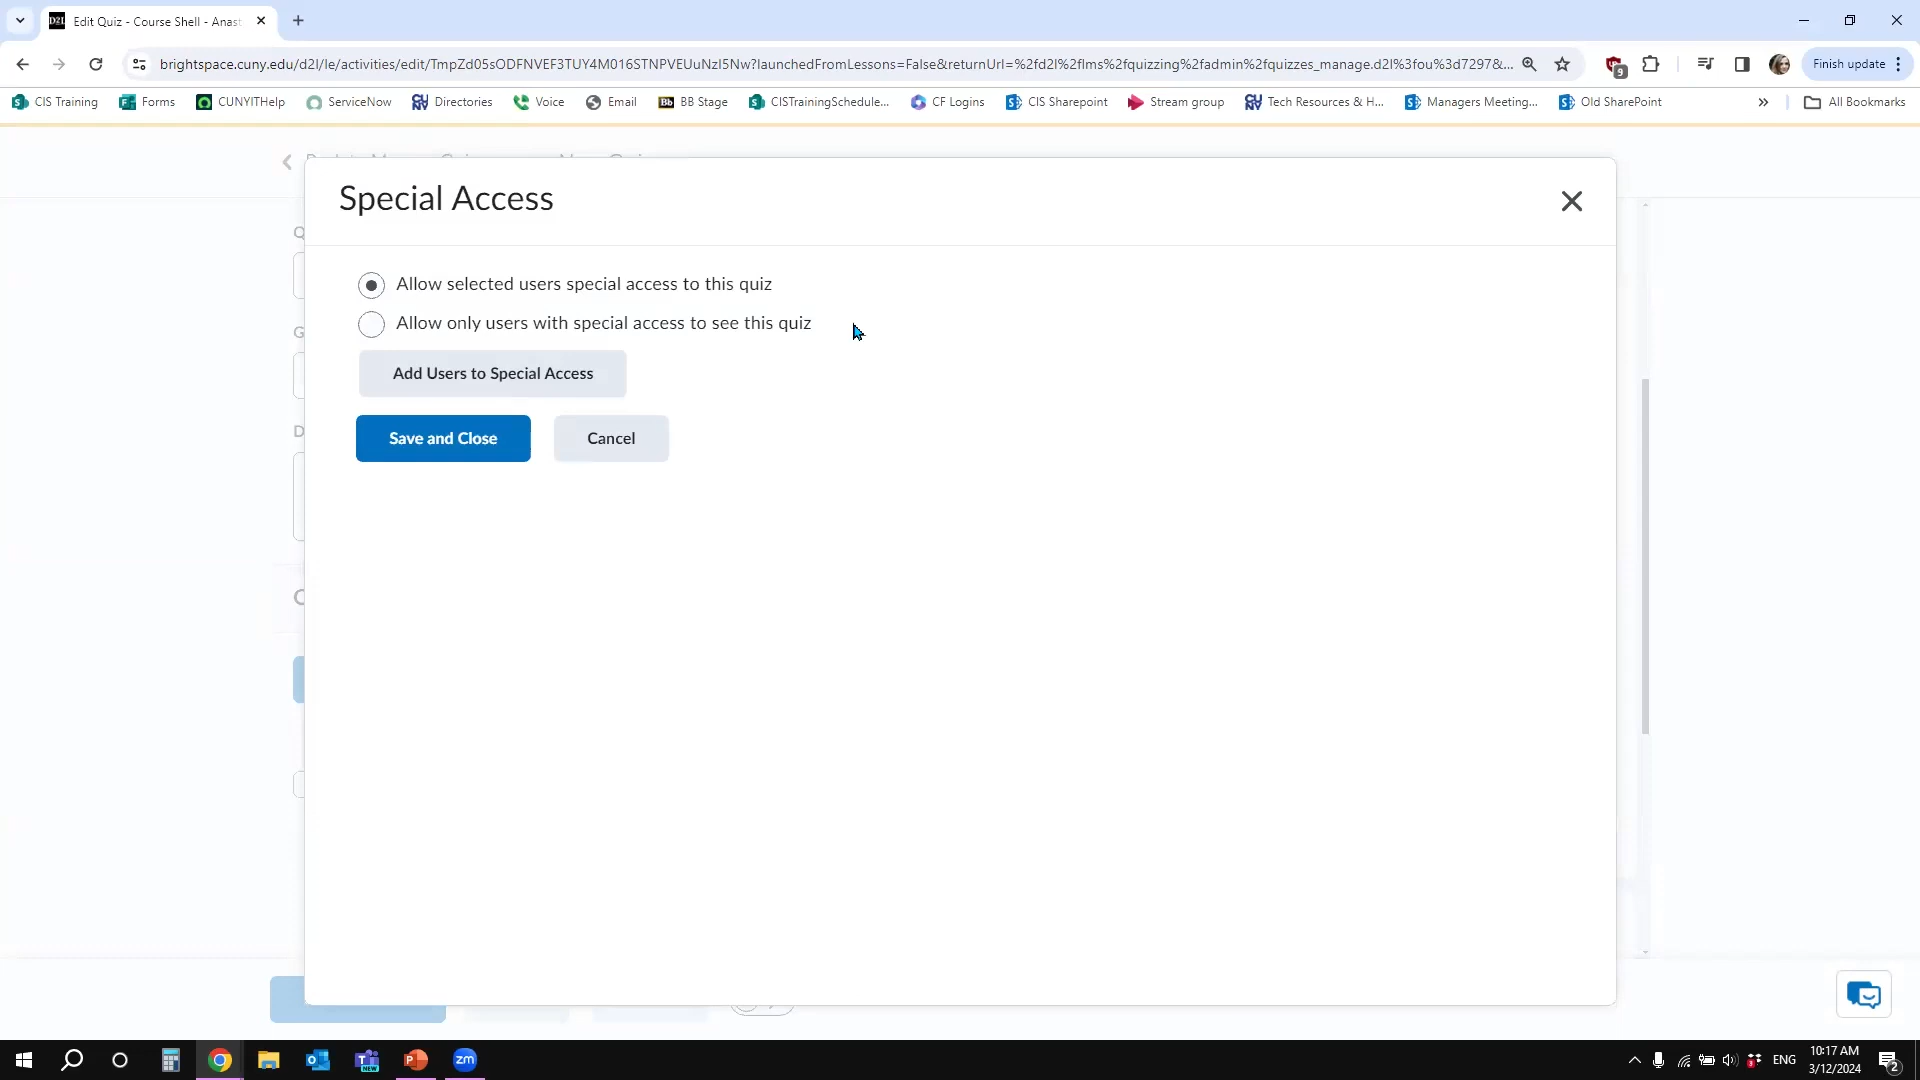 Edit Quiz - Course Shell - Anast
brightspace.cuny.edu/d2l/le/activities/edit/TmpZd05sODFNVEF3TUY4M016STNPVEUuNzI5Nw?launchedFromLessons=False&returnUrl=%2fd2l%2flms%2fquizzing%2fadmin%2fquizzes_manage.d2l%3fou%3d7297&...
9
Finish update
CIS Training
Forms
CUNYITHelp
ServiceNow
Directories
Voice
Email
Bb BB Stage
CISTrainingSchedule...
CF Logins
CIS Sharepoint
Stream group
Tech Resources & H...
Managers Meeting...
Old SharePoint
»
All Bookmarks
Special Access
Allow selected users special access to this quiz
Allow only users with special access to see this quiz
Add Users to Special Access
Save and Close
Cancel
zm
ENG
10:17 AM
3/12/2024
2